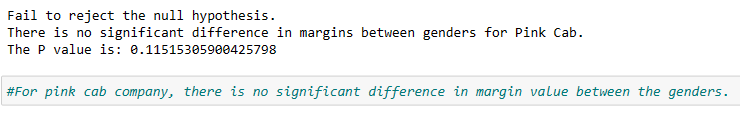 Fail to reject the null hypothesis.
There is no significant difference in margins between genders for Pink Cab.
The P value is: 0.11515305900425798
#For pink cab company, there is no significant difference in margin value between the genders.